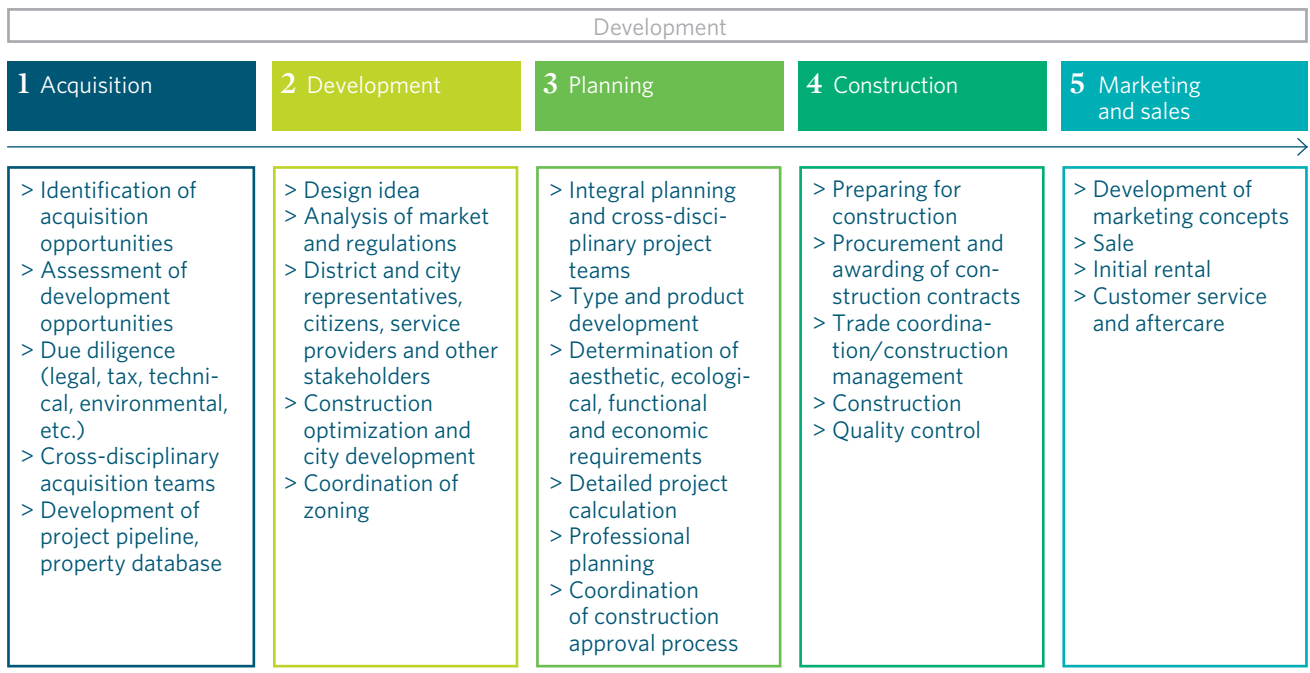 Development
1 Acquisition
2 Development
3 Planning
4 Construction
5 Marketing
and sales
> Identification of
acquisition
opportunities
> Assessment of
development
opportunities
> Due diligence
(legal, tax, techni-
cal, environmental,
etc.)
> Cross-disciplinary
acquisition teams
> Development of
project pipeline,
property database
> Design idea
> Analysis of market
and regulations
> District and city
representatives,
citizens, service
providers and other
stakeholders
> Construction
optimization and
city development
> Coordination of
zoning
> Integral planning
and cross-disci-
plinary project
teams
> Type and product
development
> Determination of
aesthetic, ecologi-
cal, functional
and economic
requirements
> Detailed project
calculation
> Professional
planning
> Coordination
of construction
approval process
> Preparing for
construction
> Procurement and
awarding of con-
struction contracts
> Trade coordina-
tion/construction
management
> Construction
> Quality control
> Development of
marketing concepts
> Sale
> Initial rental
> Customer service
and aftercare